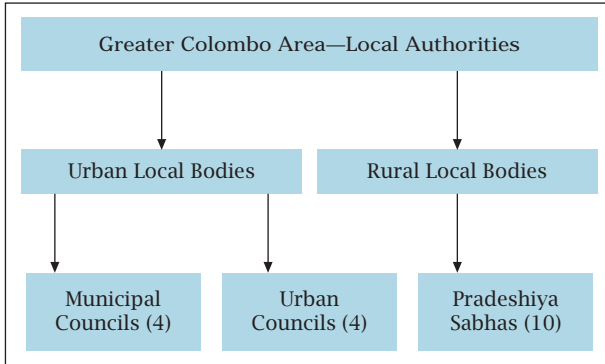 Greater Colombo Area—Local Authorities
Urban Local Bodies
Rural Local Bodies
Municipal
Councils (4)
Urban
Councils (4)
Pradeshiya
Sabhas (10)